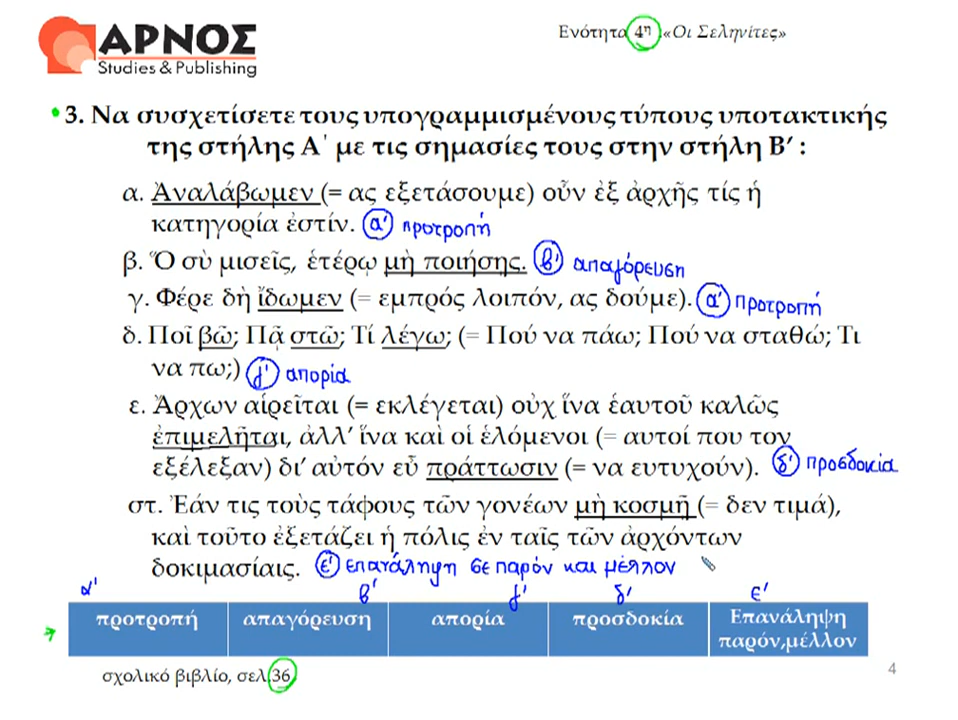 ΑΡΝΟΣ
Studies & Publishing
Ενότητα 4η :«Οι Σεληνίτες»
• 3. Να συσχετίσετε τους υπογραμμισμένους τύπους υποτακτικής
της στήλης Α΄ με τις σημασίες τους στην στήλη Β′ :
α. Ἀναλάβωμεν (= ας εξετάσουμε) οὖν ἐξ ἀρχῆς τίς ἡ
κατηγορία ἐστίν. α' προτροπή
β. Ὅ σὺ μισεῖς, ἑτέρῳ μὴ ποιήσης. β' απαγόρευση
γ. Φέρε δὴ ἴδωμεν (= εμπρός λοιπόν, ας δούμε). α' προτροπή
δ. Ποῖ βῶ; Πᾷ στῶ; Τί λέγω; (= Πού να πάω; Πού να σταθώ; Τι
να πω;) γ' απορία
ε. Ἄρχων αἱρεῖται (= εκλέγεται) οὐχ ἵνα ἑαυτοῦ καλῶς
ἐπιμελῆται, ἀλλ' ἵνα καὶ οἱ ἑλόμενοι (= αυτοί που τον
εξέλεξαν) δι' αὐτόν εὖ πράττωσιν (= να ευτυχούν). δ' προσδοκία
στ. Ἐάν τις τοὺς τάφους τῶν γονέων μὴ κοσμῇ (= δεν τιμά),
καὶ τοῦτο ἐξετάζει ἡ πόλις ἐν ταῖς τῶν ἀρχόντων
δοκιμασίαις. ε' επανάληψη σε παρόν και μέλλον
α' β' γ' δ' ε'
προτροπή απαγόρευση απορία προσδοκία Επανάληψη
παρόν,μέλλον
σχολικό βιβλίο, σελ.36
4